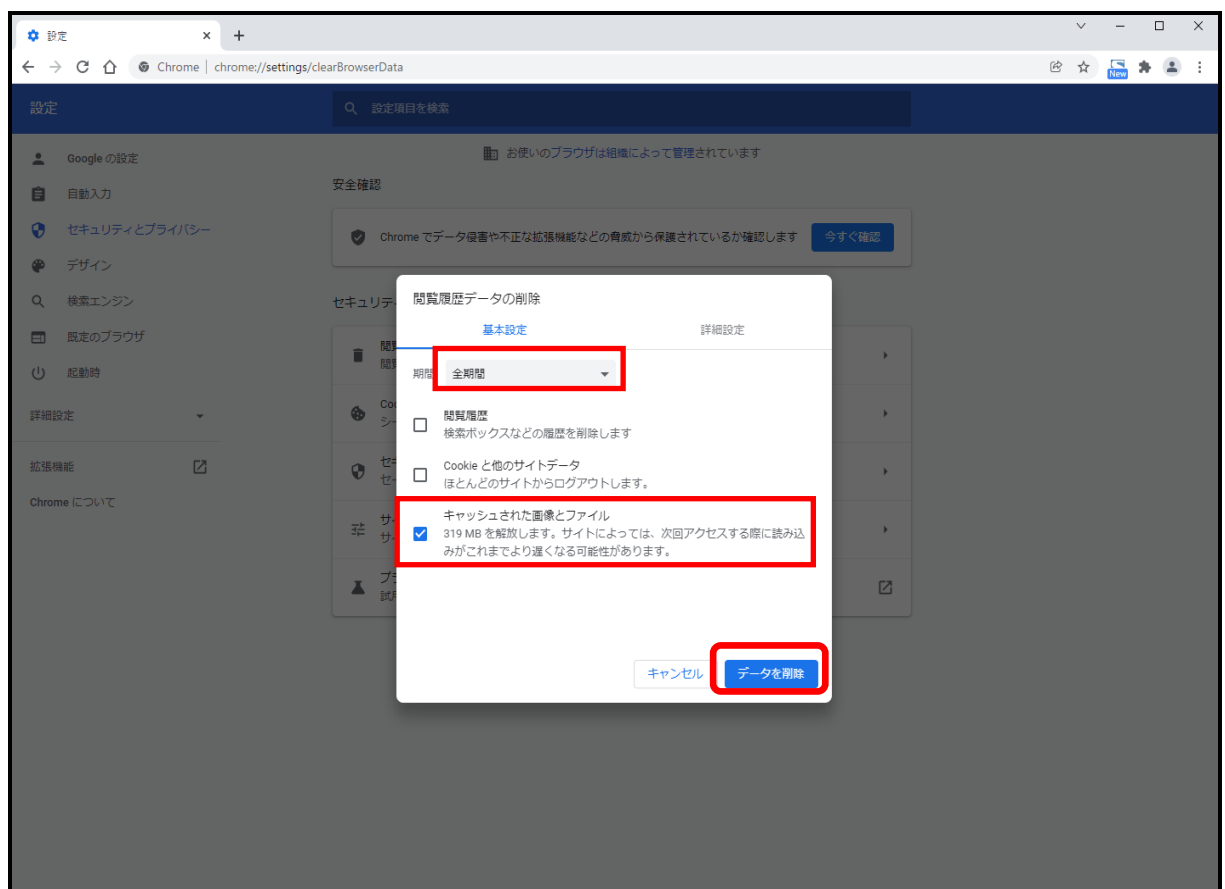 設定
Chrome | chrome://settings/clearBrowserData
New
設定
設定項目を検索
Google の設定
自動入力
セキュリティとプライバシー
デザイン
検索エンジン
既定のブラウザ
起動時
詳細設定
拡張機能
Chrome について
お使いのブラウザは組織によって管理されています
安全確認
Chrome でデータ侵害や不正な拡張機能などの脅威から保護されているか確認します
今すぐ確認
セキュリテ
閲覧履歴データの削除
基本設定
詳細設定
期間
全期間
閲覧履歴
検索ボックスなどの履歴を削除します
Cookie と他のサイトデータ
ほとんどのサイトからログアウトします。
キャッシュされた画像とファイル
319 MB を解放します。サイトによっては、次回アクセスする際に読み込
みがこれまでより遅くなる可能性があります。
キャンセル
データを削除